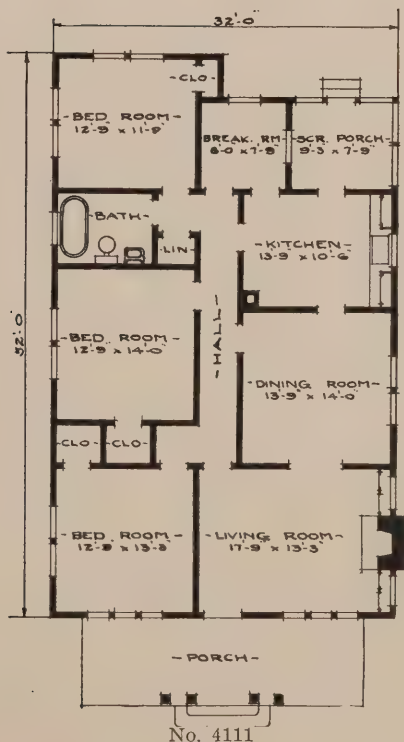 32'-0"
CLO
-BED ROOM-
12'-9" x 11'-9"
BREAK. RM
8'-0 x 7'-9"
SCR. PORCH
9'-3 x 7'-9"
-BATH-
LIN
-KITCHEN-
13'-9 x 10'-6"
52'-0"
-HALL-
-BED ROOM-
12'-9" x 14'-0"
-DINING ROOM-
13'-9" x 14'-0"
-CLO-
-CLO-
-BED ROOM-
12'-9" x 13'-3"
-LIVING ROOM-
17'-9" x 13'-3"
-PORCH-
No. 4111